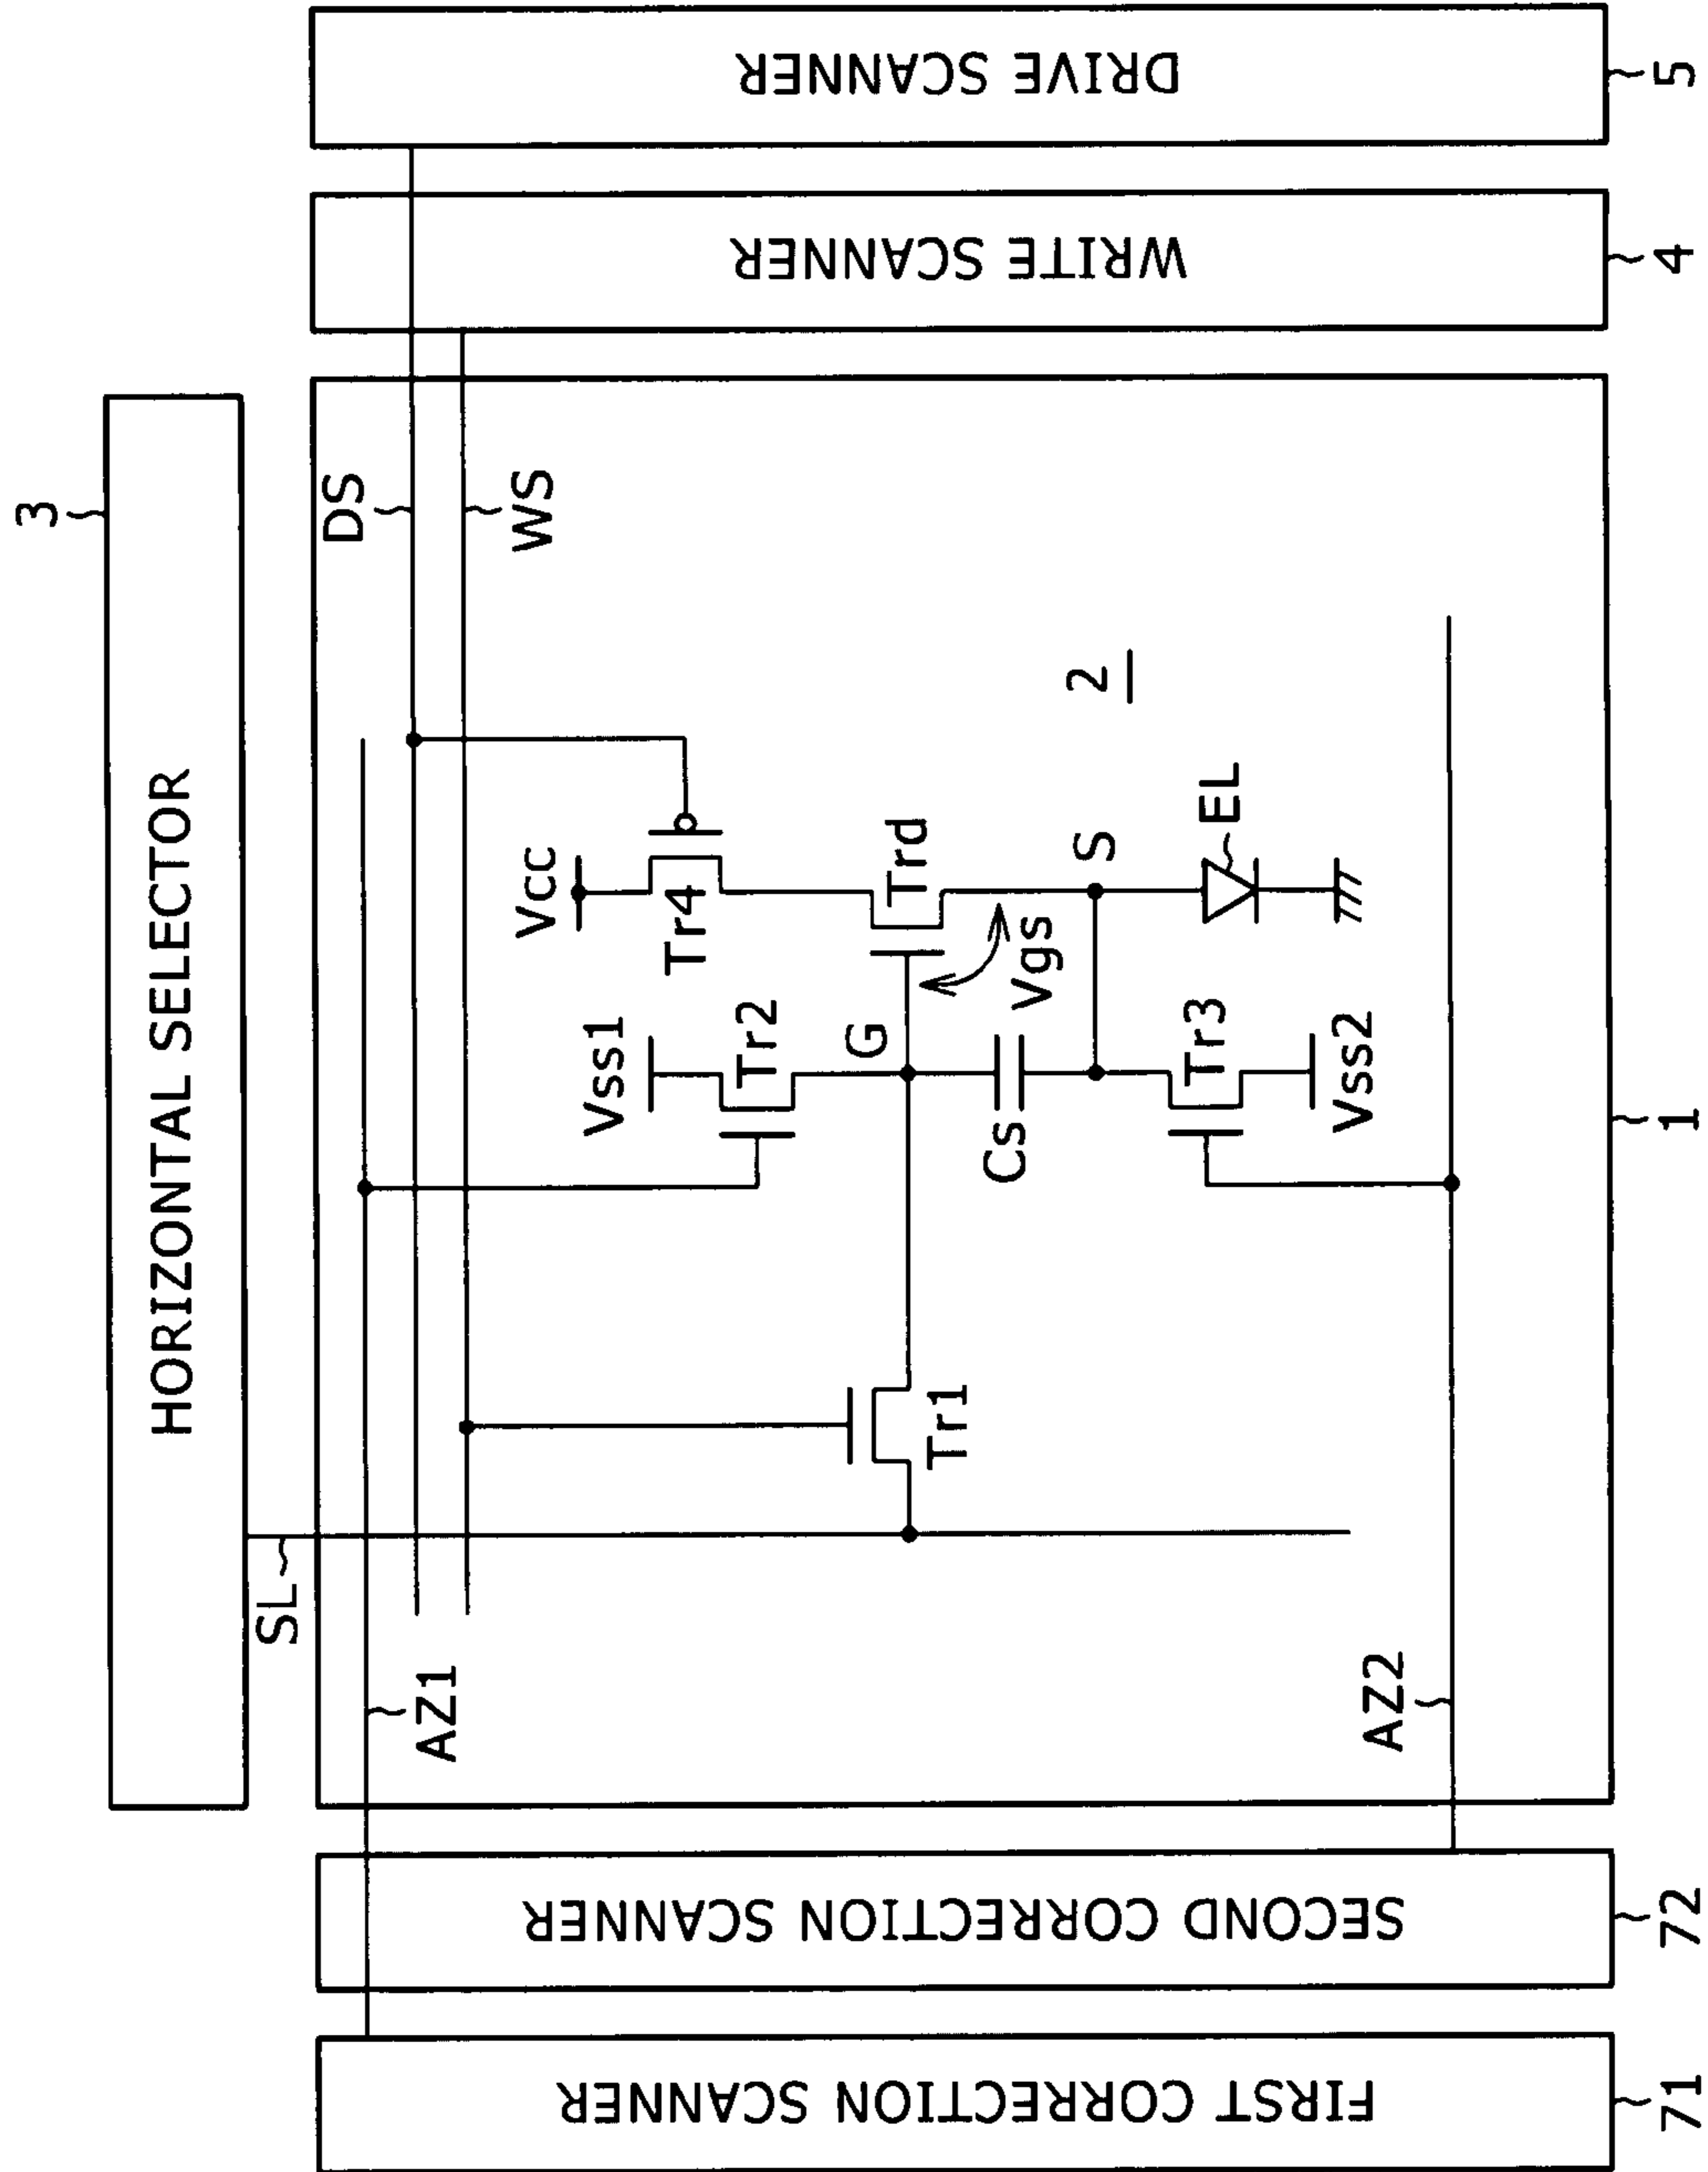 3
HORIZONTAL SELECTOR
SL
FIRST CORRECTION SCANNER
71
SECOND CORRECTION SCANNER
72
AZ1
AZ2
DS
WS
Vcc
Vss1
Tr4
Tr2
G
Trd
Vgs
S
Cs
Tr1
Tr3
Vss2
EL
2
1
WRITE SCANNER
4
DRIVE SCANNER
5